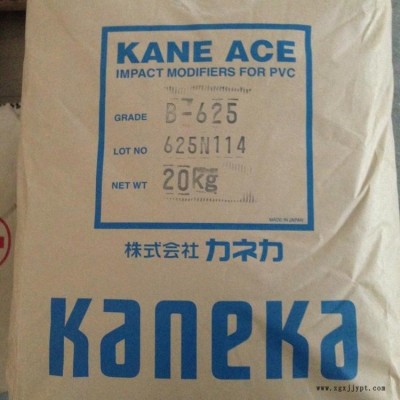 KANE ACE
IMPACT MODIFIERS FOR PVC
GRADE B-625
LOT NO 625N114
NET WT 20kg
MADE IN JAPAN
株式会社 カネカ
kaneka
www.zgxjjypt.com